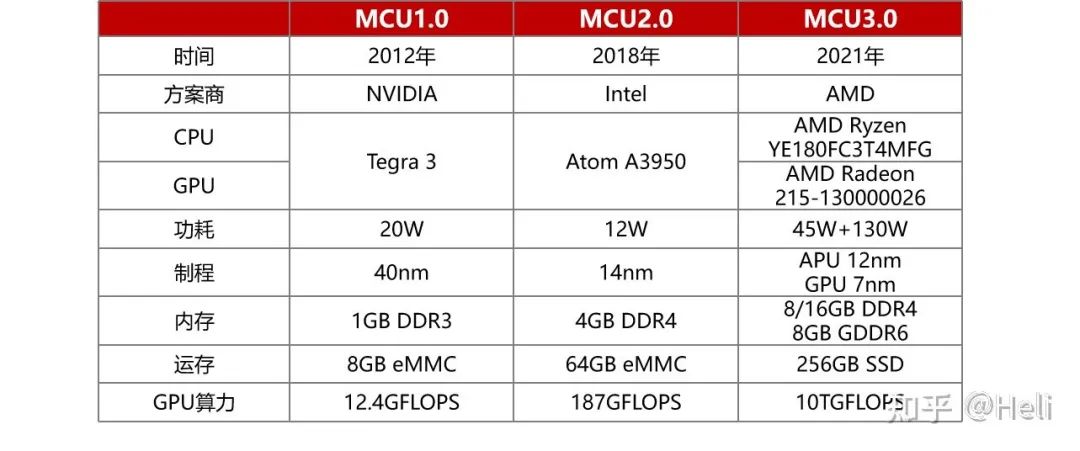 MCU1.0 MCU2.0 MCU3.0
时间 2012年 2018年 2021年
方案商 NVIDIA Intel AMD
CPU Tegra 3 Atom A3950 AMD Ryzen
YE180FC3T4MFG
GPU AMD Radeon
215-130000026
功耗 20W 12W 45W+130W
制程 40nm 14nm APU 12nm
GPU 7nm
内存 1GB DDR3 4GB DDR4 8/16GB DDR4
8GB GDDR6
运存 8GB eMMC 64GB eMMC 256GB SSD
GPU算力 12.4GFLOPS 187GFLOPS 10TGFLOPS
知乎 @Heli